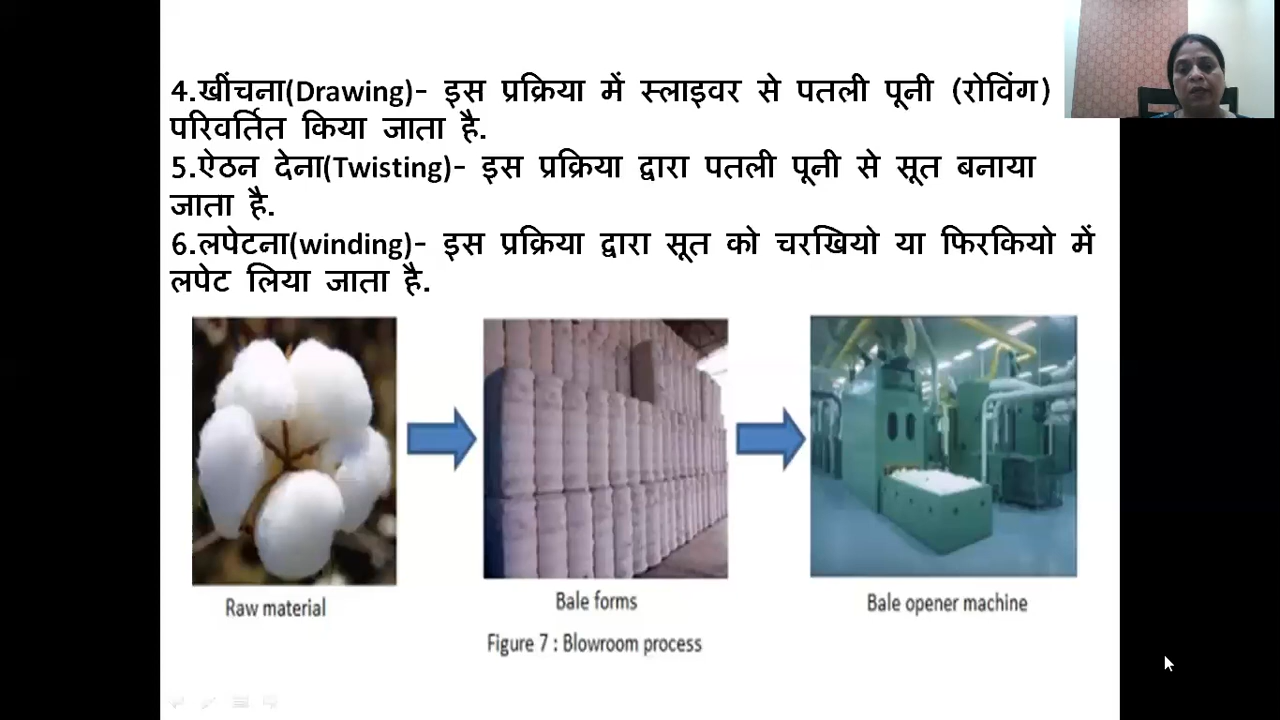 4.खींचना(Drawing)- इस प्रक्रिया में स्लाइवर से पतली पूनी (रोविंग)
परिवर्तित किया जाता है.
5.ऐठन देना(Twisting)- इस प्रक्रिया द्वारा पतली पूनी से सूत बनाया
जाता है.
6.लपेटना(winding)- इस प्रक्रिया द्वारा सूत को चरखियो या फिरकियो में
लपेट लिया जाता है.
Raw material
Bale forms
Bale opener machine
Figure 7 : Blowroom process